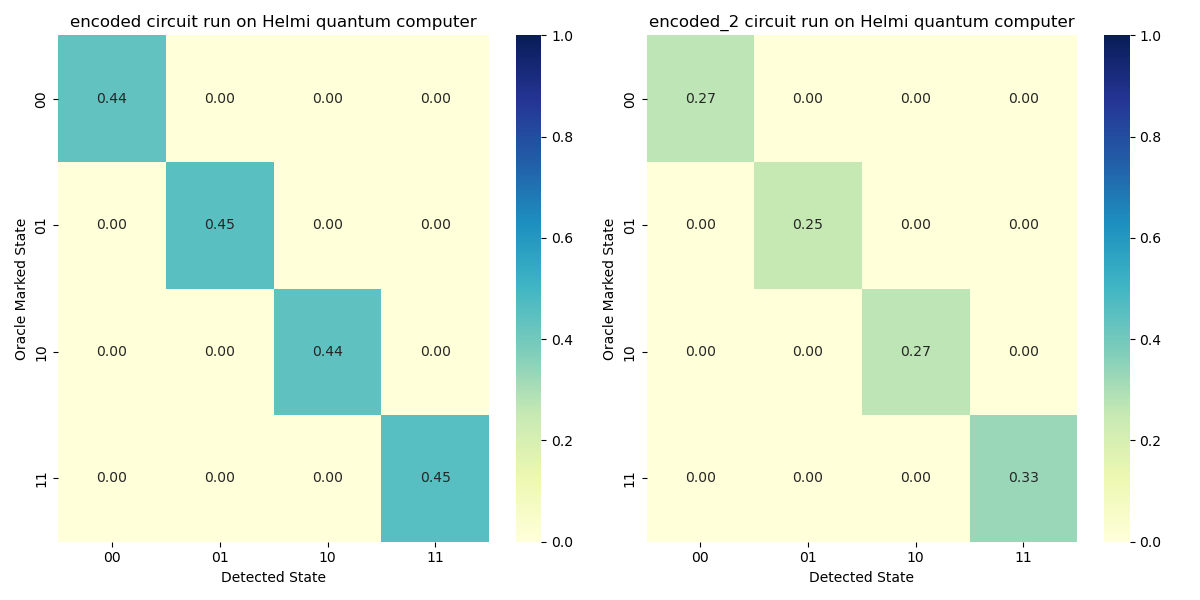 encoded circuit run on Helmi quantum computer
Oracle Marked State
00
01
10
11
0.44 0.00 0.00 0.00
0.00 0.45 0.00 0.00
0.00 0.00 0.44 0.00
0.00 0.00 0.00 0.45
00 01 10 11
Detected State
1.0
0.8
0.6
0.4
0.2
0.0
encoded_2 circuit run on Helmi quantum computer
Oracle Marked State
00
01
10
11
0.27 0.00 0.00 0.00
0.00 0.25 0.00 0.00
0.00 0.00 0.27 0.00
0.00 0.00 0.00 0.33
00 01 10 11
Detected State
1.0
0.8
0.6
0.4
0.2
0.0